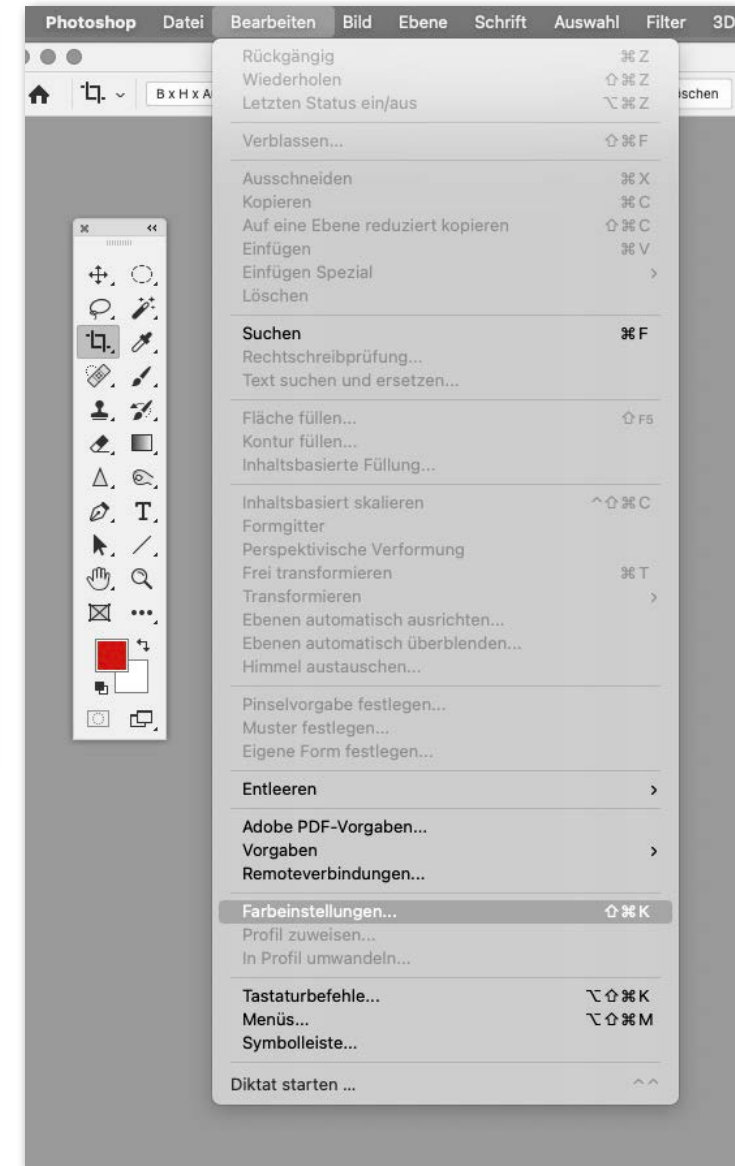 Photoshop Datei Bearbeiten Bild Ebene Schrift Auswahl Filter 3D
B x H x A
schen
Rückgängig ⌘ Z
Wiederholen ⇧ ⌘ Z
Letzten Status ein/aus ⌥ ⌘ Z
Verblassen... ⇧ ⌘ F
Ausschneiden ⌘ X
Kopieren ⌘ C
Auf eine Ebene reduziert kopieren ⇧ ⌘ C
Einfügen ⌘ V
Einfügen Spezial >
Löschen
Suchen ⌘ F
Rechtschreibprüfung...
Text suchen und ersetzen...
Fläche füllen... ⇧ F5
Kontur füllen...
Inhaltsbasierte Füllung...
Inhaltsbasiert skalieren ^ ⇧ ⌘ C
Formgitter
Perspektivische Verformung
Frei transformieren ⌘ T
Transformieren >
Ebenen automatisch ausrichten...
Ebenen automatisch überblenden...
Himmel austauschen...
Pinselvorgabe festlegen...
Muster festlegen...
Eigene Form festlegen...
Entleeren >
Adobe PDF-Vorgaben...
Vorgaben >
Remoteverbindungen...
Farbeinstellungen... ⇧ ⌘ K
Profil zuweisen...
In Profil umwandeln...
Tastaturbefehle... ⌥ ⇧ ⌘ K
Menüs... ⌥ ⇧ ⌘ M
Symbolleiste...
Diktat starten ... ^ ^